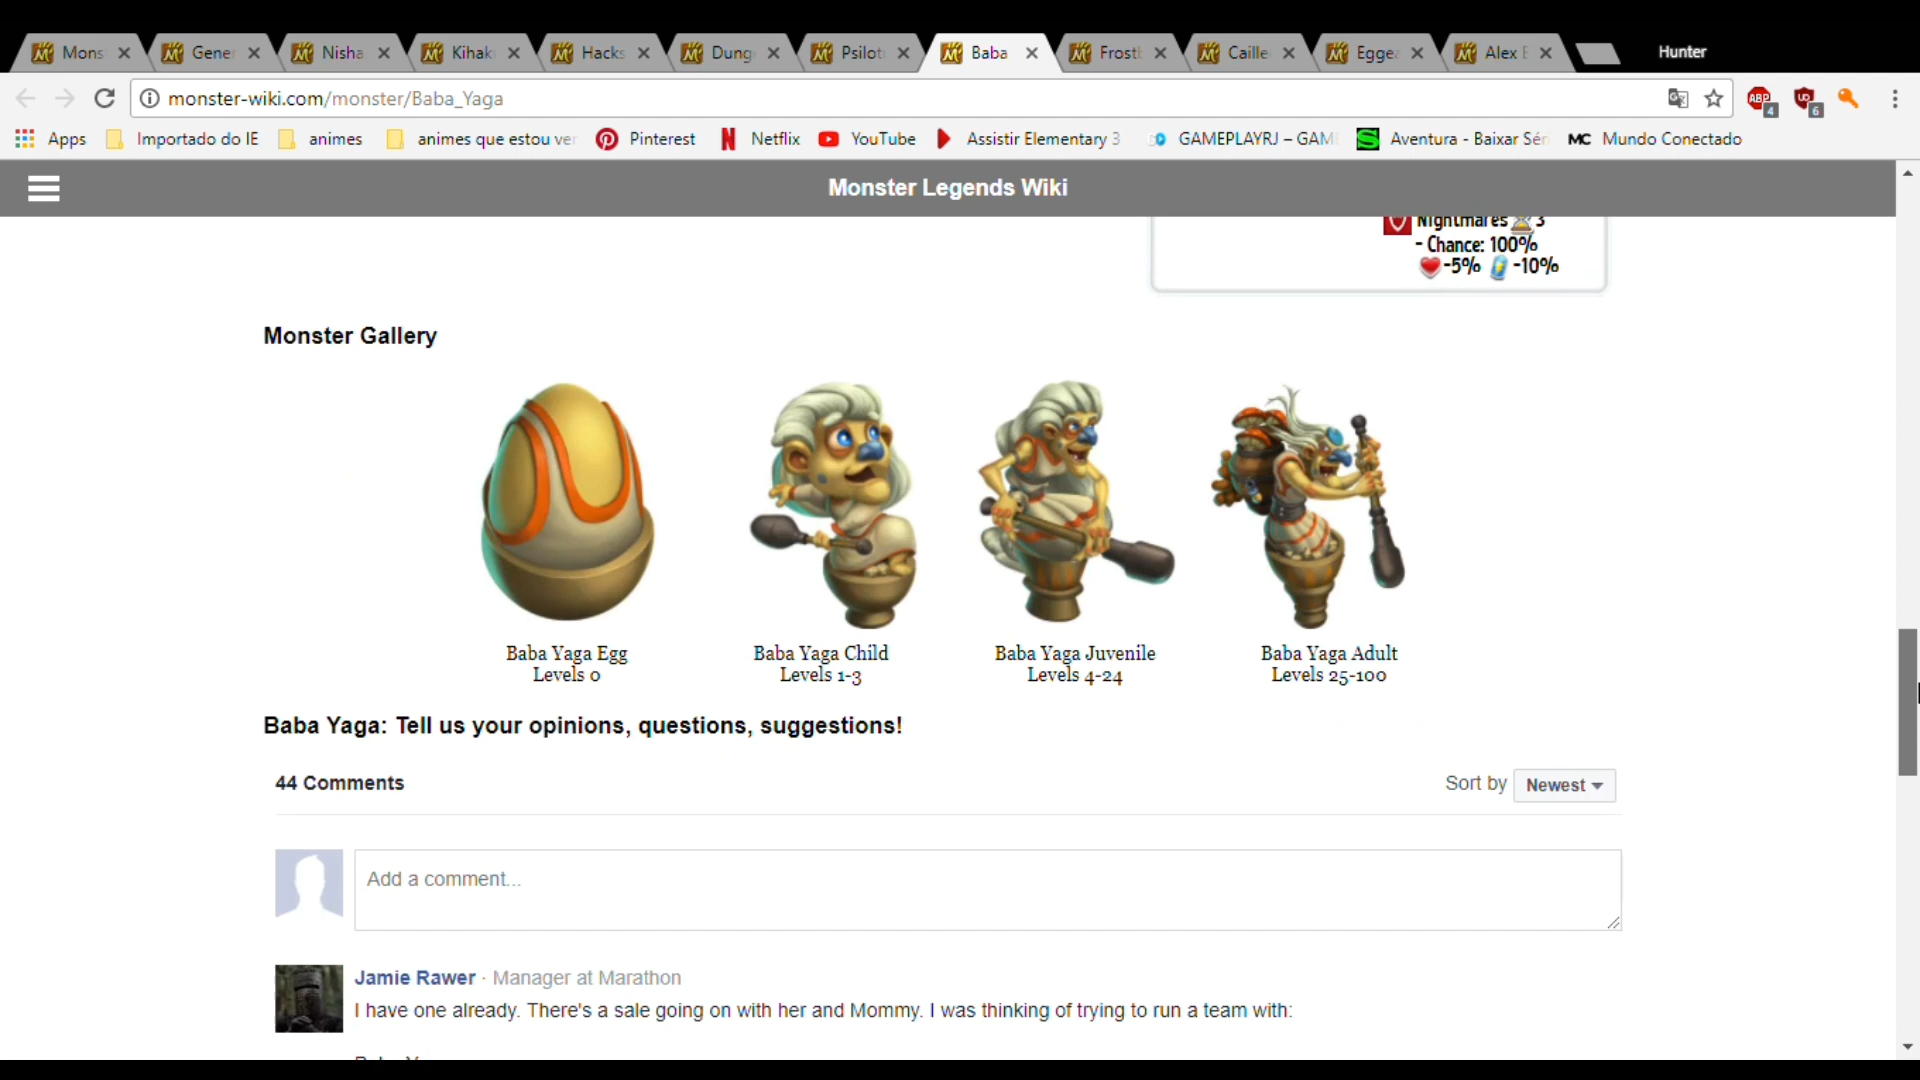 Mons Gener Nisha Kihak Hacks Dung Psilot Baba Frostb Caille Eggea Alex E Hunter
monster-wiki.com/monster/Baba_Yaga
Apps Importado do IE animes animes que estou ver Pinterest Netflix YouTube Assistir Elementary 3 GAMEPLAYRJ – GAM Aventura - Baixar Sér MC Mundo Conectado
Monster Legends Wiki
Nightmares 3
- Chance: 100%
-5% -10%
Monster Gallery
Baba Yaga Egg
Levels 0
Baba Yaga Child
Levels 1-3
Baba Yaga Juvenile
Levels 4-24
Baba Yaga Adult
Levels 25-100
Baba Yaga: Tell us your opinions, questions, suggestions!
44 Comments
Sort by Newest
Add a comment...
Jamie Rawer · Manager at Marathon
I have one already. There's a sale going on with her and Mommy. I was thinking of trying to run a team with: